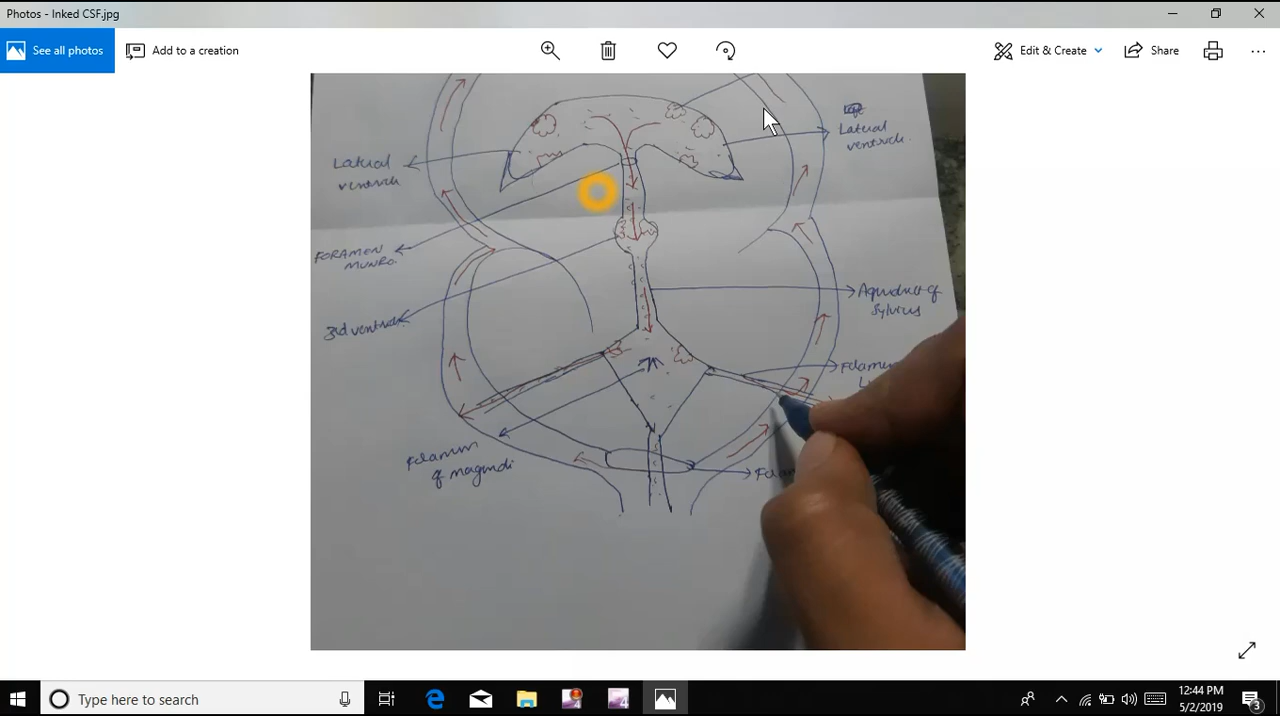 Photos - Inked CSF.jpg
See all photos
Add to a creation
Edit & Create
Share
Lateral
ventricle
Lateral
ventricle.
FORAMEN
MUNRO.
3rd ventricle
Aqueduct of
Sylvius
of magendi
Type here to search
12:44 PM
5/2/2019
3